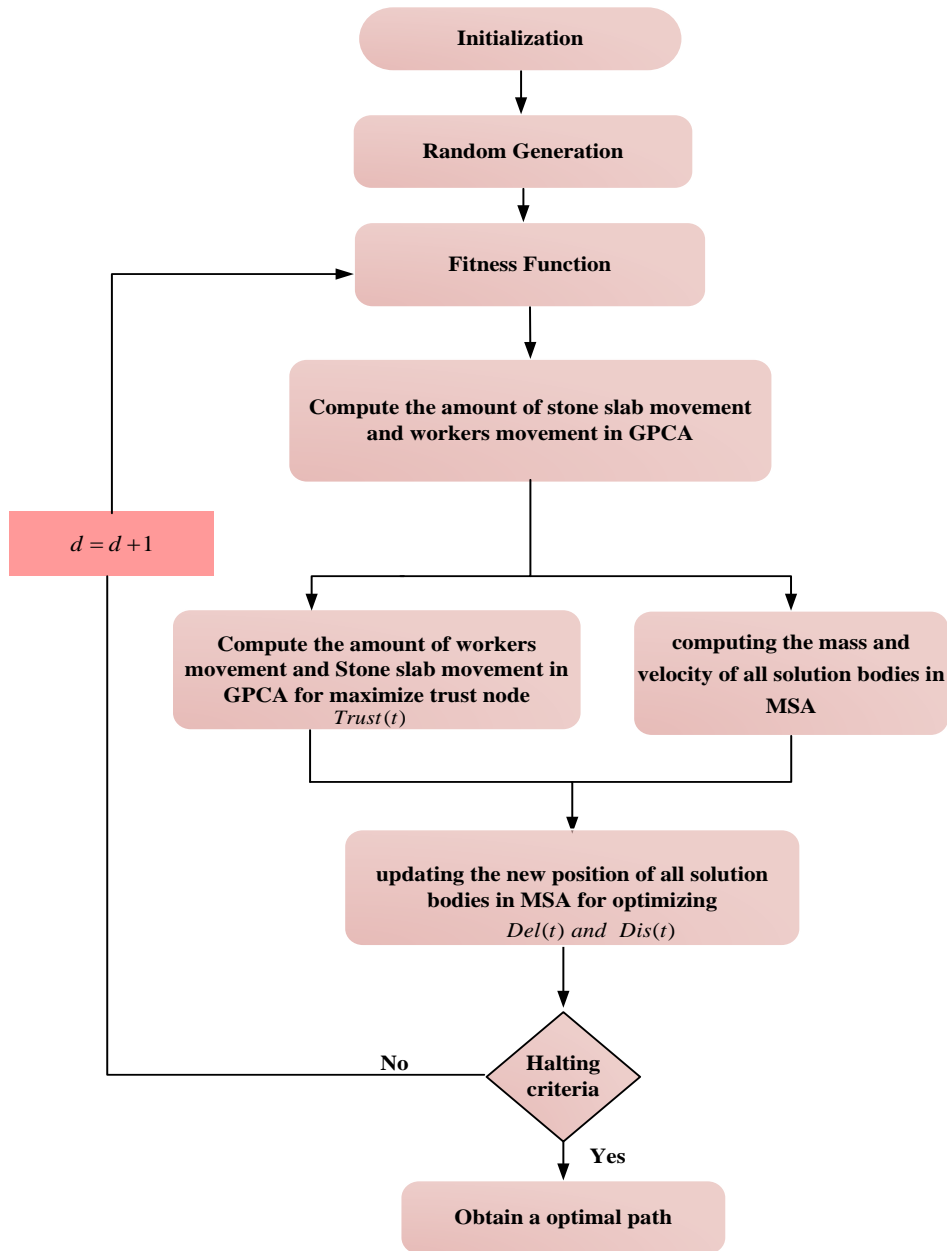 Initialization
Random Generation
Fitness Function
Compute the amount of stone slab movement
and workers movement in GPCA
d = d +1
Compute the amount of workers
movement and Stone slab movement in
GPCA for maximize trust node
Trust(t)
computing the mass and
velocity of all solution bodies in
MSA
updating the new position of all solution
bodies in MSA for optimizing
Del(t) and Dis(t)
No
Halting
criteria
Yes
Obtain a optimal path